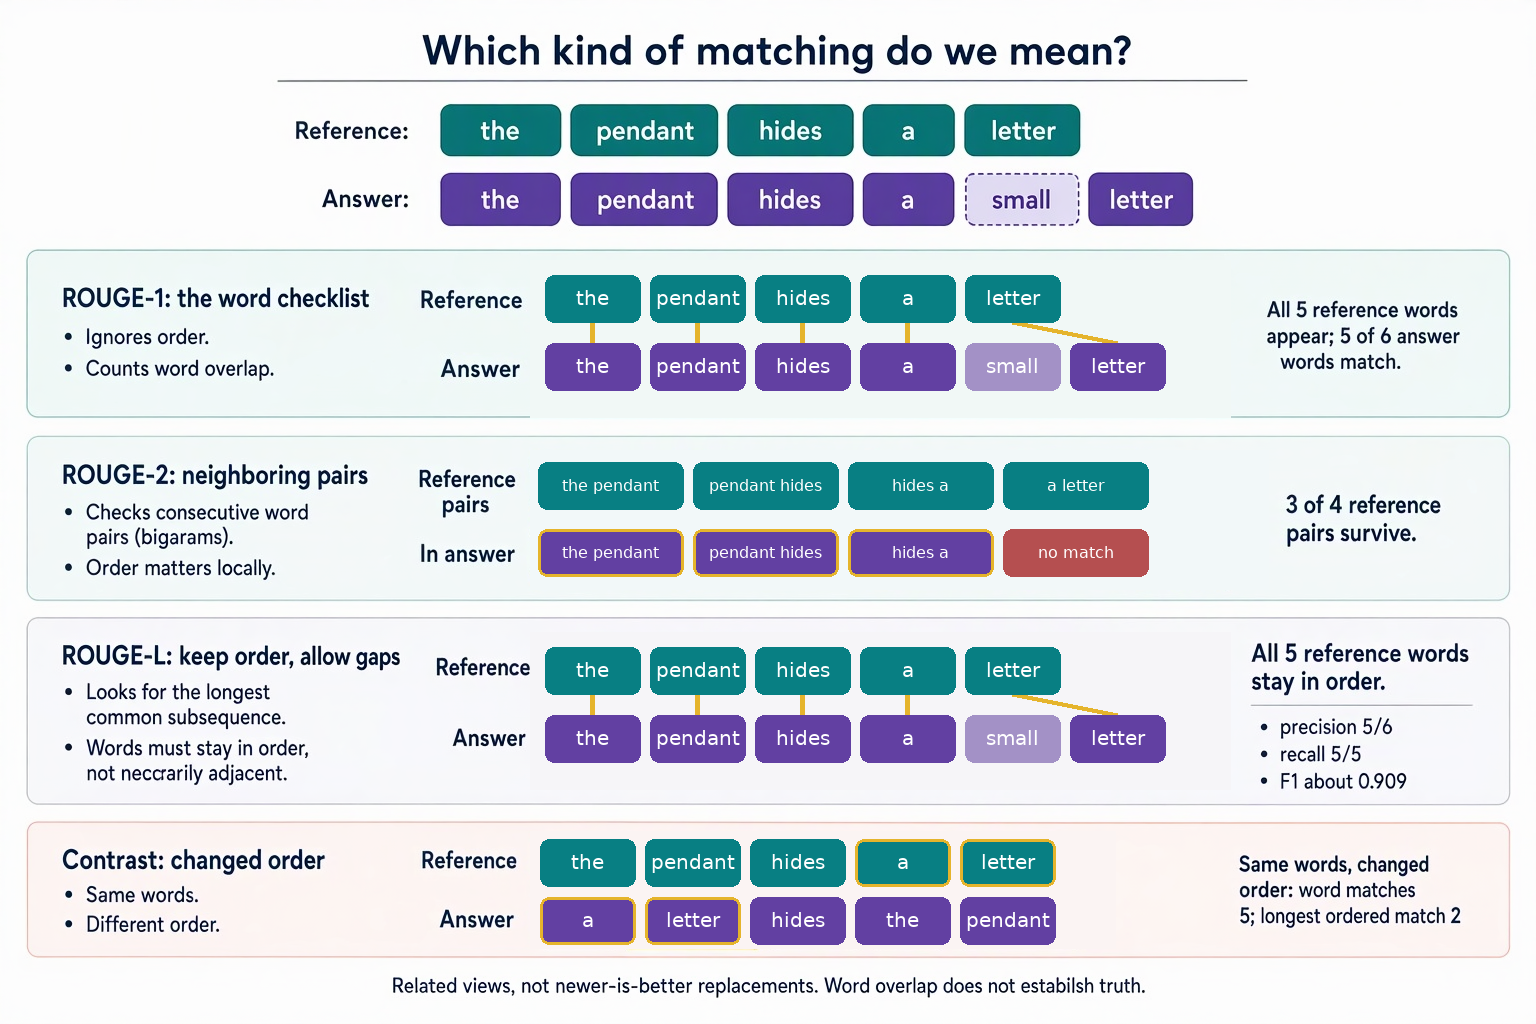 Which kind of matching do we mean?
Reference: the pendant hides a letter
Answer: the pendant hides a small letter
ROUGE-1: the word checklist
• Ignores order.
• Counts word overlap.
Reference the pendant hides a letter
Answer the pendant hides a small letter
All 5 reference words
appear; 5 of 6 answer
words match.
ROUGE-2: neighboring pairs
• Checks consecutive word
pairs (bigarams).
• Order matters locally.
Reference
pairs
the pendant pendant hides hides a a letter
In answer the pendant pendant hides hides a no match
3 of 4 reference
pairs survive.
ROUGE-L: keep order, allow gaps
• Looks for the longest
common subsequence.
• Words must stay in order,
not neccrarily adjacent.
Reference the pendant hides a letter
Answer the pendant hides a small letter
All 5 reference words
stay in order.
• precision 5/6
• recall 5/5
• F1 about 0.909
Contrast: changed order
• Same words.
• Different order.
Reference the pendant hides a letter
Answer a letter hides the pendant
Same words, changed
order: word matches
5; longest ordered match 2
Related views, not newer-is-better replacements. Word overlap does not estabilsh truth.